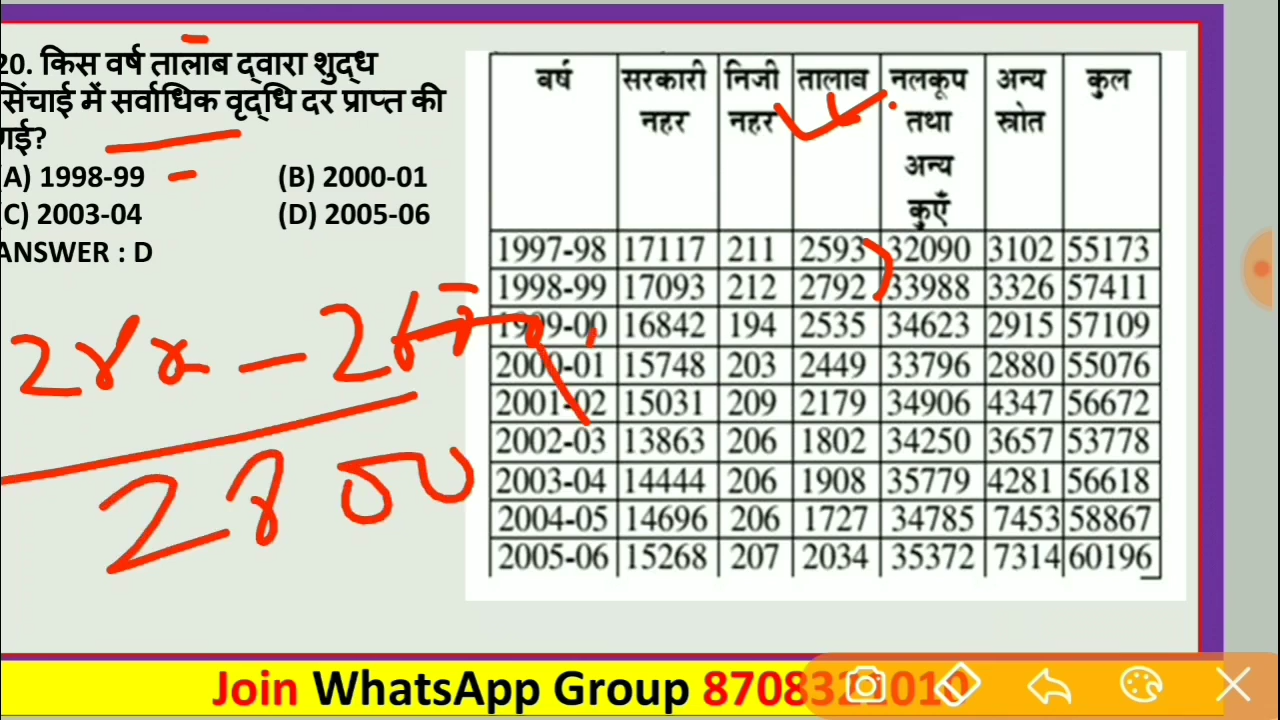 20. किस वर्ष तालाब द्वारा शुद्ध
सिंचाई में सर्वाधिक वृद्धि दर प्राप्त की
गई?
(A) 1998-99 (B) 2000-01
(C) 2003-04 (D) 2005-06
ANSWER : D
वर्ष सरकारी नहर निजी नहर तालाव नलकूप तथा अन्य कुएँ अन्य स्त्रोत कुल
1997-98 17117 211 2593 32090 3102 55173
1998-99 17093 212 2792 33988 3326 57411
1999-00 16842 194 2535 34623 2915 57109
2000-01 15748 203 2449 33796 2880 55076
2001-02 15031 209 2179 34906 4347 56672
2002-03 13863 206 1802 34250 3657 53778
2003-04 14444 206 1908 35779 4281 56618
2004-05 14696 206 1727 34785 7453 58867
2005-06 15268 207 2034 35372 7314 60196
2800
Join WhatsApp Group 8708322010